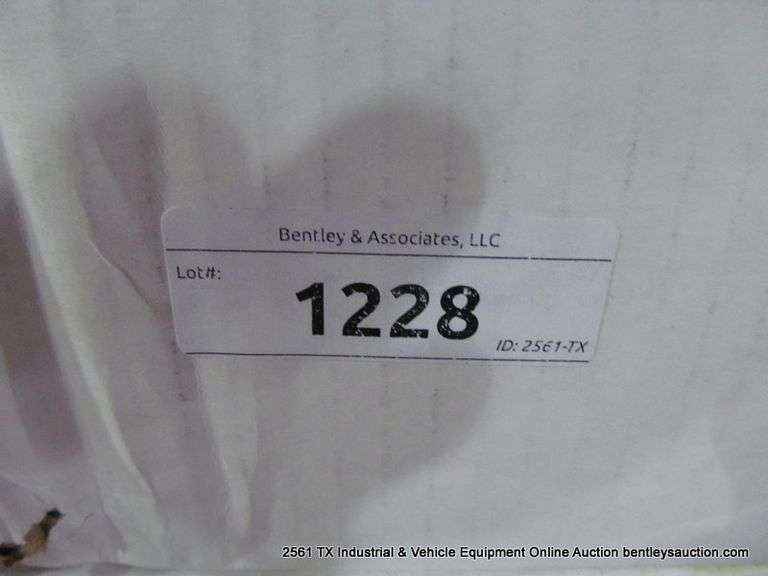 Bentley & Associates, LLC
Lot#:
1228
ID: 2561-TX
2561 TX Industrial & Vehicle Equipment Online Auction bentleysauction.com